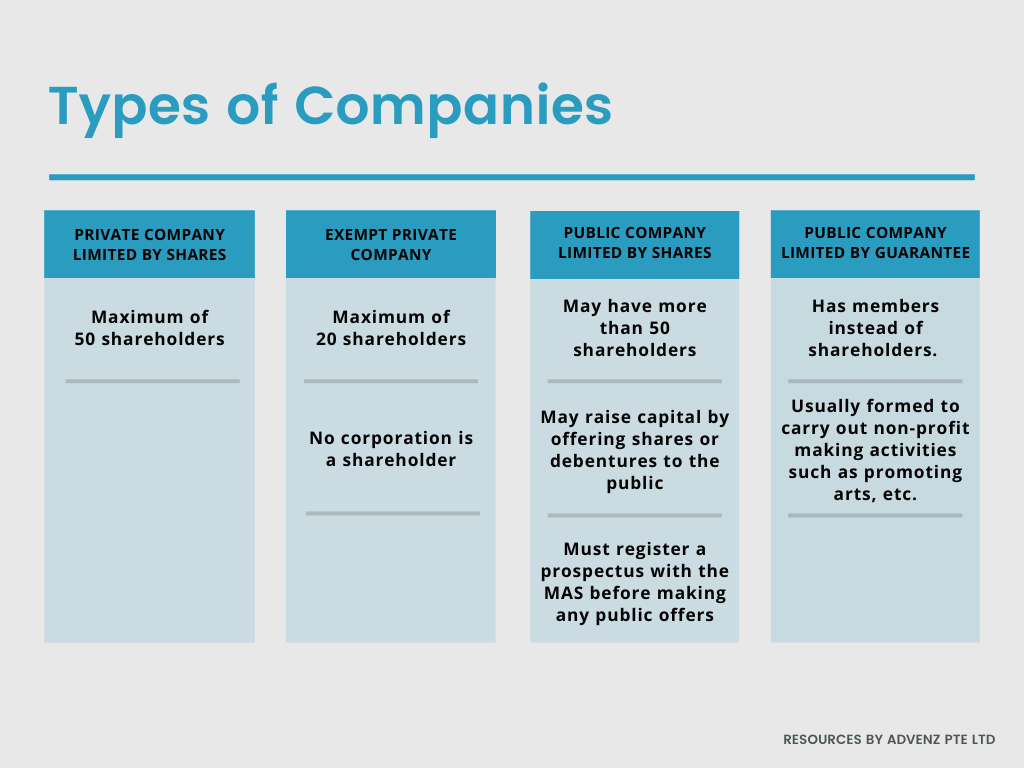 Types of Companies
PRIVATE COMPANY
LIMITED BY SHARES
Maximum of
50 shareholders
EXEMPT PRIVATE
COMPANY
Maximum of
20 shareholders
No corporation is
a shareholder
PUBLIC COMPANY
LIMITED BY SHARES
May have more
than 50
shareholders
May raise capital by
offering shares or
debentures to the
public
Must register a
prospectus with the
MAS before making
any public offers
PUBLIC COMPANY
LIMITED BY GUARANTEE
Has members
instead of
shareholders.
Usually formed to
carry out non-profit
making activities
such as promoting
arts, etc.
RESOURCES BY ADVENZ PTE LTD